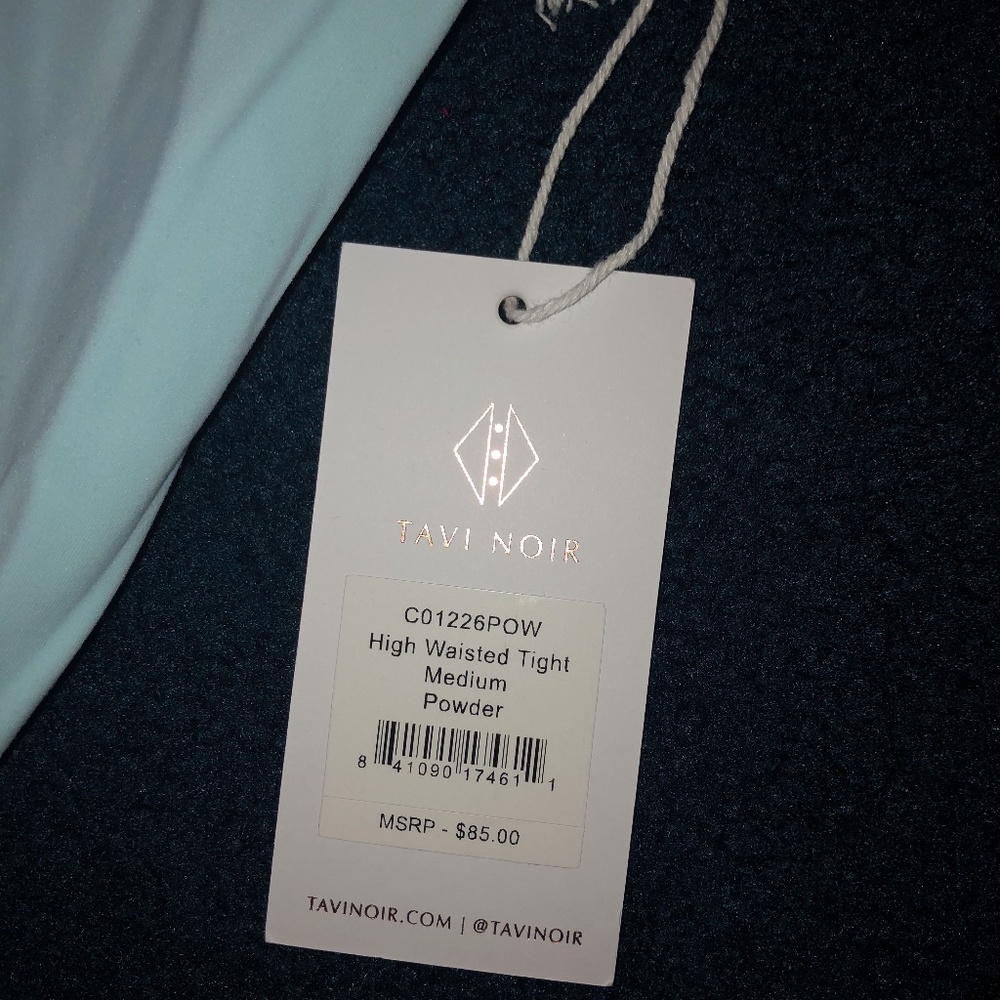 TAVI NOIR
C01226POW
High Waisted Tight
Medium
Powder
8 41090 17461 1
MSRP - $85.00
TAVINOIR.COM | @TAVINOIR